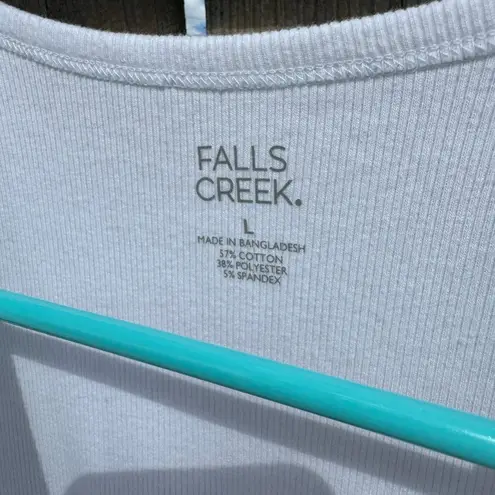 FALLS
CREEK.
L
MADE IN BANGLADESH
57% COTTON
38% POLYESTER
5% SPANDEX